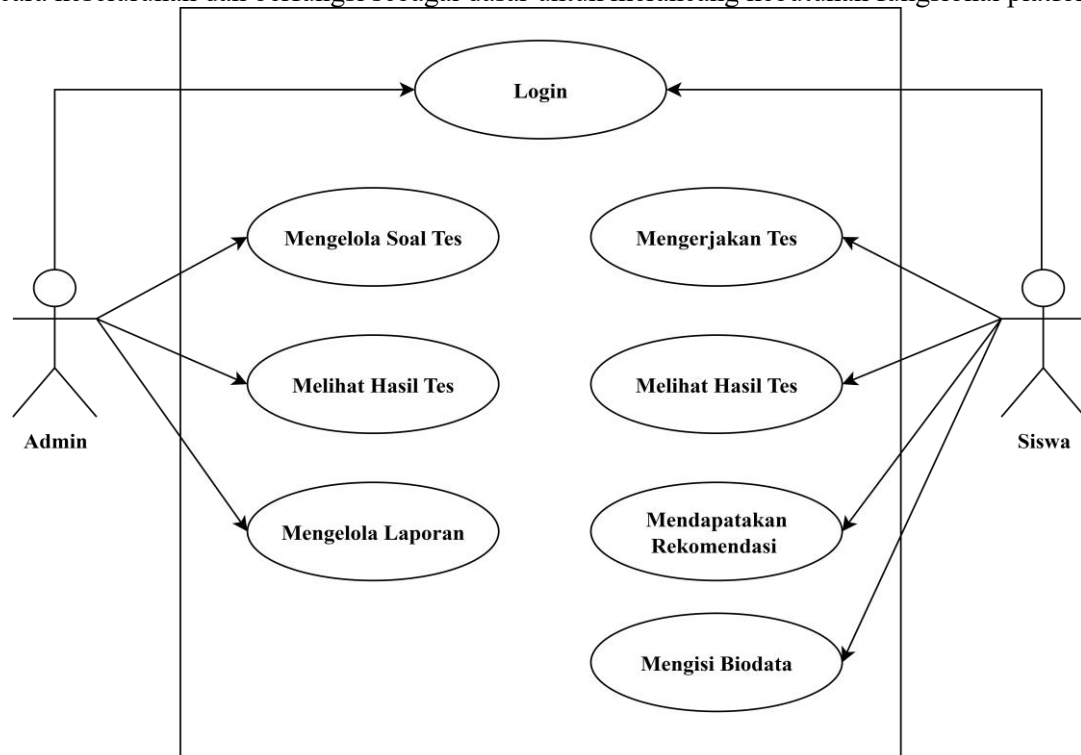 Login
Mengelola Soal Tes
Mengerjakan Tes
Melihat Hasil Tes
Melihat Hasil Tes
Admin
Siswa
Mengelola Laporan
Mendapatakan
Rekomendasi
Mengisi Biodata